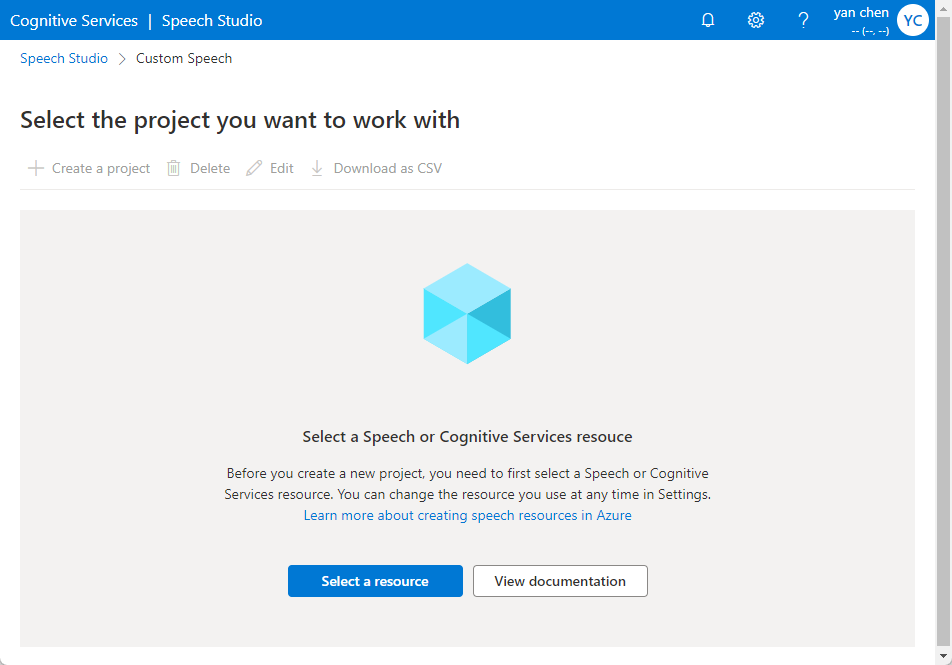 Cognitive Services | Speech Studio
yan chen
-- (--, --)
YC
Speech Studio > Custom Speech
Select the project you want to work with
Create a project Delete Edit Download as CSV
Select a Speech or Cognitive Services resouce
Before you create a new project, you need to first select a Speech or Cognitive
Services resource. You can change the resource you use at any time in Settings.
Learn more about creating speech resources in Azure
Select a resource View documentation